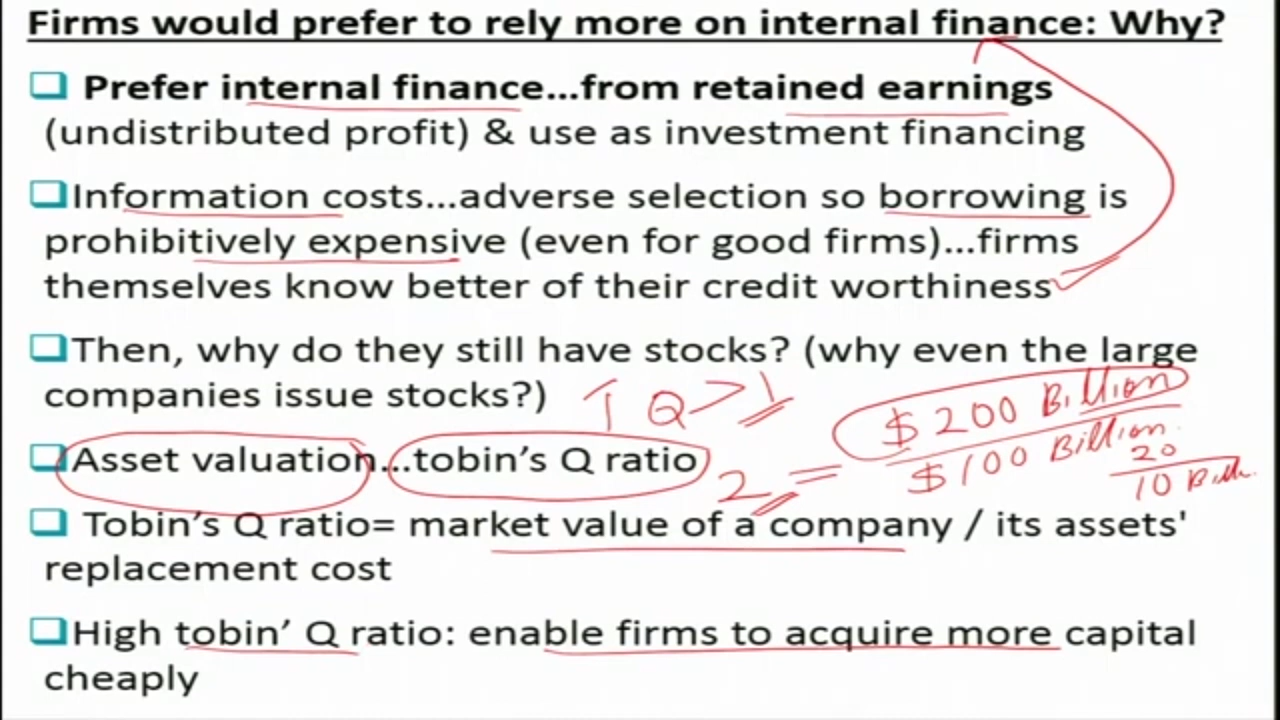 Firms would prefer to rely more on internal finance: Why?
Prefer internal finance...from retained earnings
(undistributed profit) & use as investment financing
Information costs...adverse selection so borrowing is
prohibitively expensive (even for good firms)...firms
themselves know better of their credit worthiness
Then, why do they still have stocks? (why even the large
companies issue stocks?)
↑ Q > 1
$200 Billion
$100 Billion
2 =
20
10 Bill
Asset valuation...tobin's Q ratio
Tobin's Q ratio= market value of a company / its assets'
replacement cost
High tobin' Q ratio: enable firms to acquire more capital
cheaply